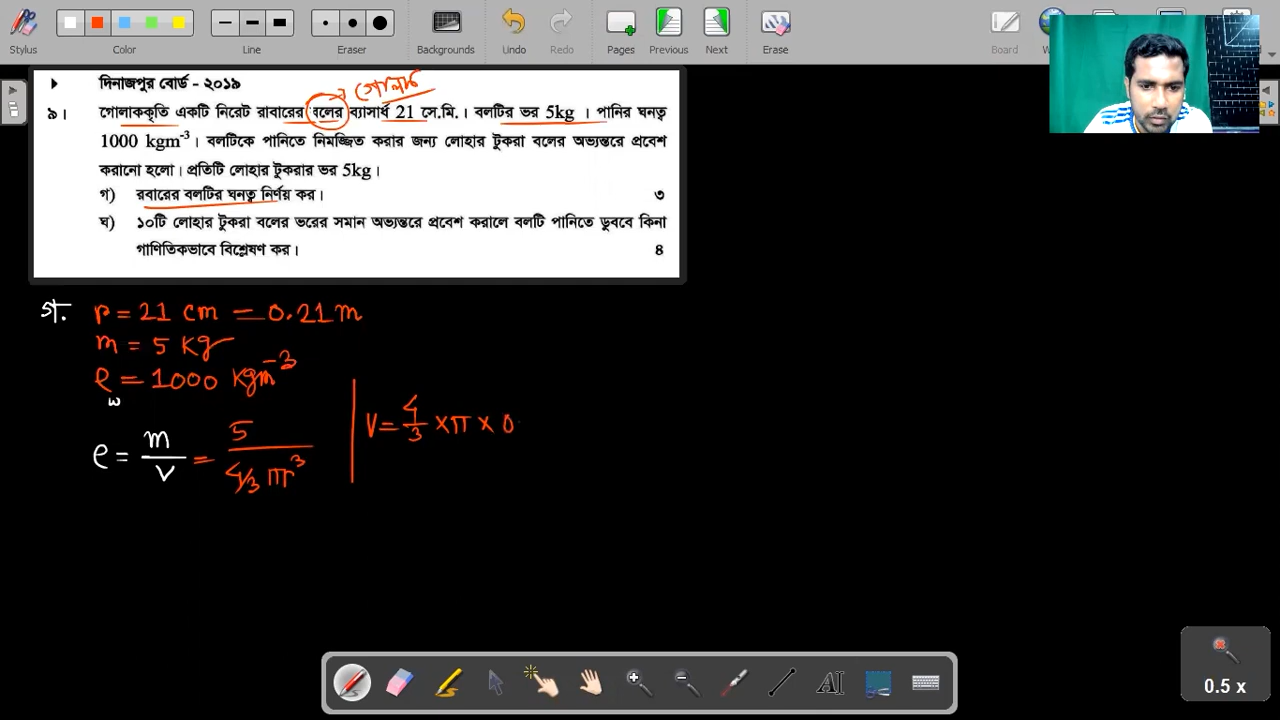 Stylus Color Line Eraser Backgrounds Undo Redo Pages Previous Next Erase Board
দিনাজপুর বোর্ড - ২০১৯
গোলক
৯। গোলাককৃতি একটি নিরেট রাবারের বলের ব্যাসার্ধ 21 সে.মি.। বলটির ভর 5kg । পানির ঘনত্ব
1000 kgm-3। বলটিকে পানিতে নিমজ্জিত করার জন্য লোহার টুকরা বলের অভ্যন্তরে প্রবেশ
করানো হলো। প্রতিটি লোহার টুকরার ভর 5kg।
গ) রবারের বলটির ঘনত্ব নির্ণয় কর। ৩
ঘ) ১০টি লোহার টুকরা বলের ভরের সমান অভ্যন্তরে প্রবেশ করালে বলটি পানিতে ডুববে কিনা
গাণিতিকভাবে বিশ্লেষণ কর। ৪
গ. r = 21 cm = 0.21 m
m = 5 kg
ρw = 1000 kgm-3
ρ = m/V = 5 / 4/3 πr3
V = 4/3 × π × 0
0.5 x